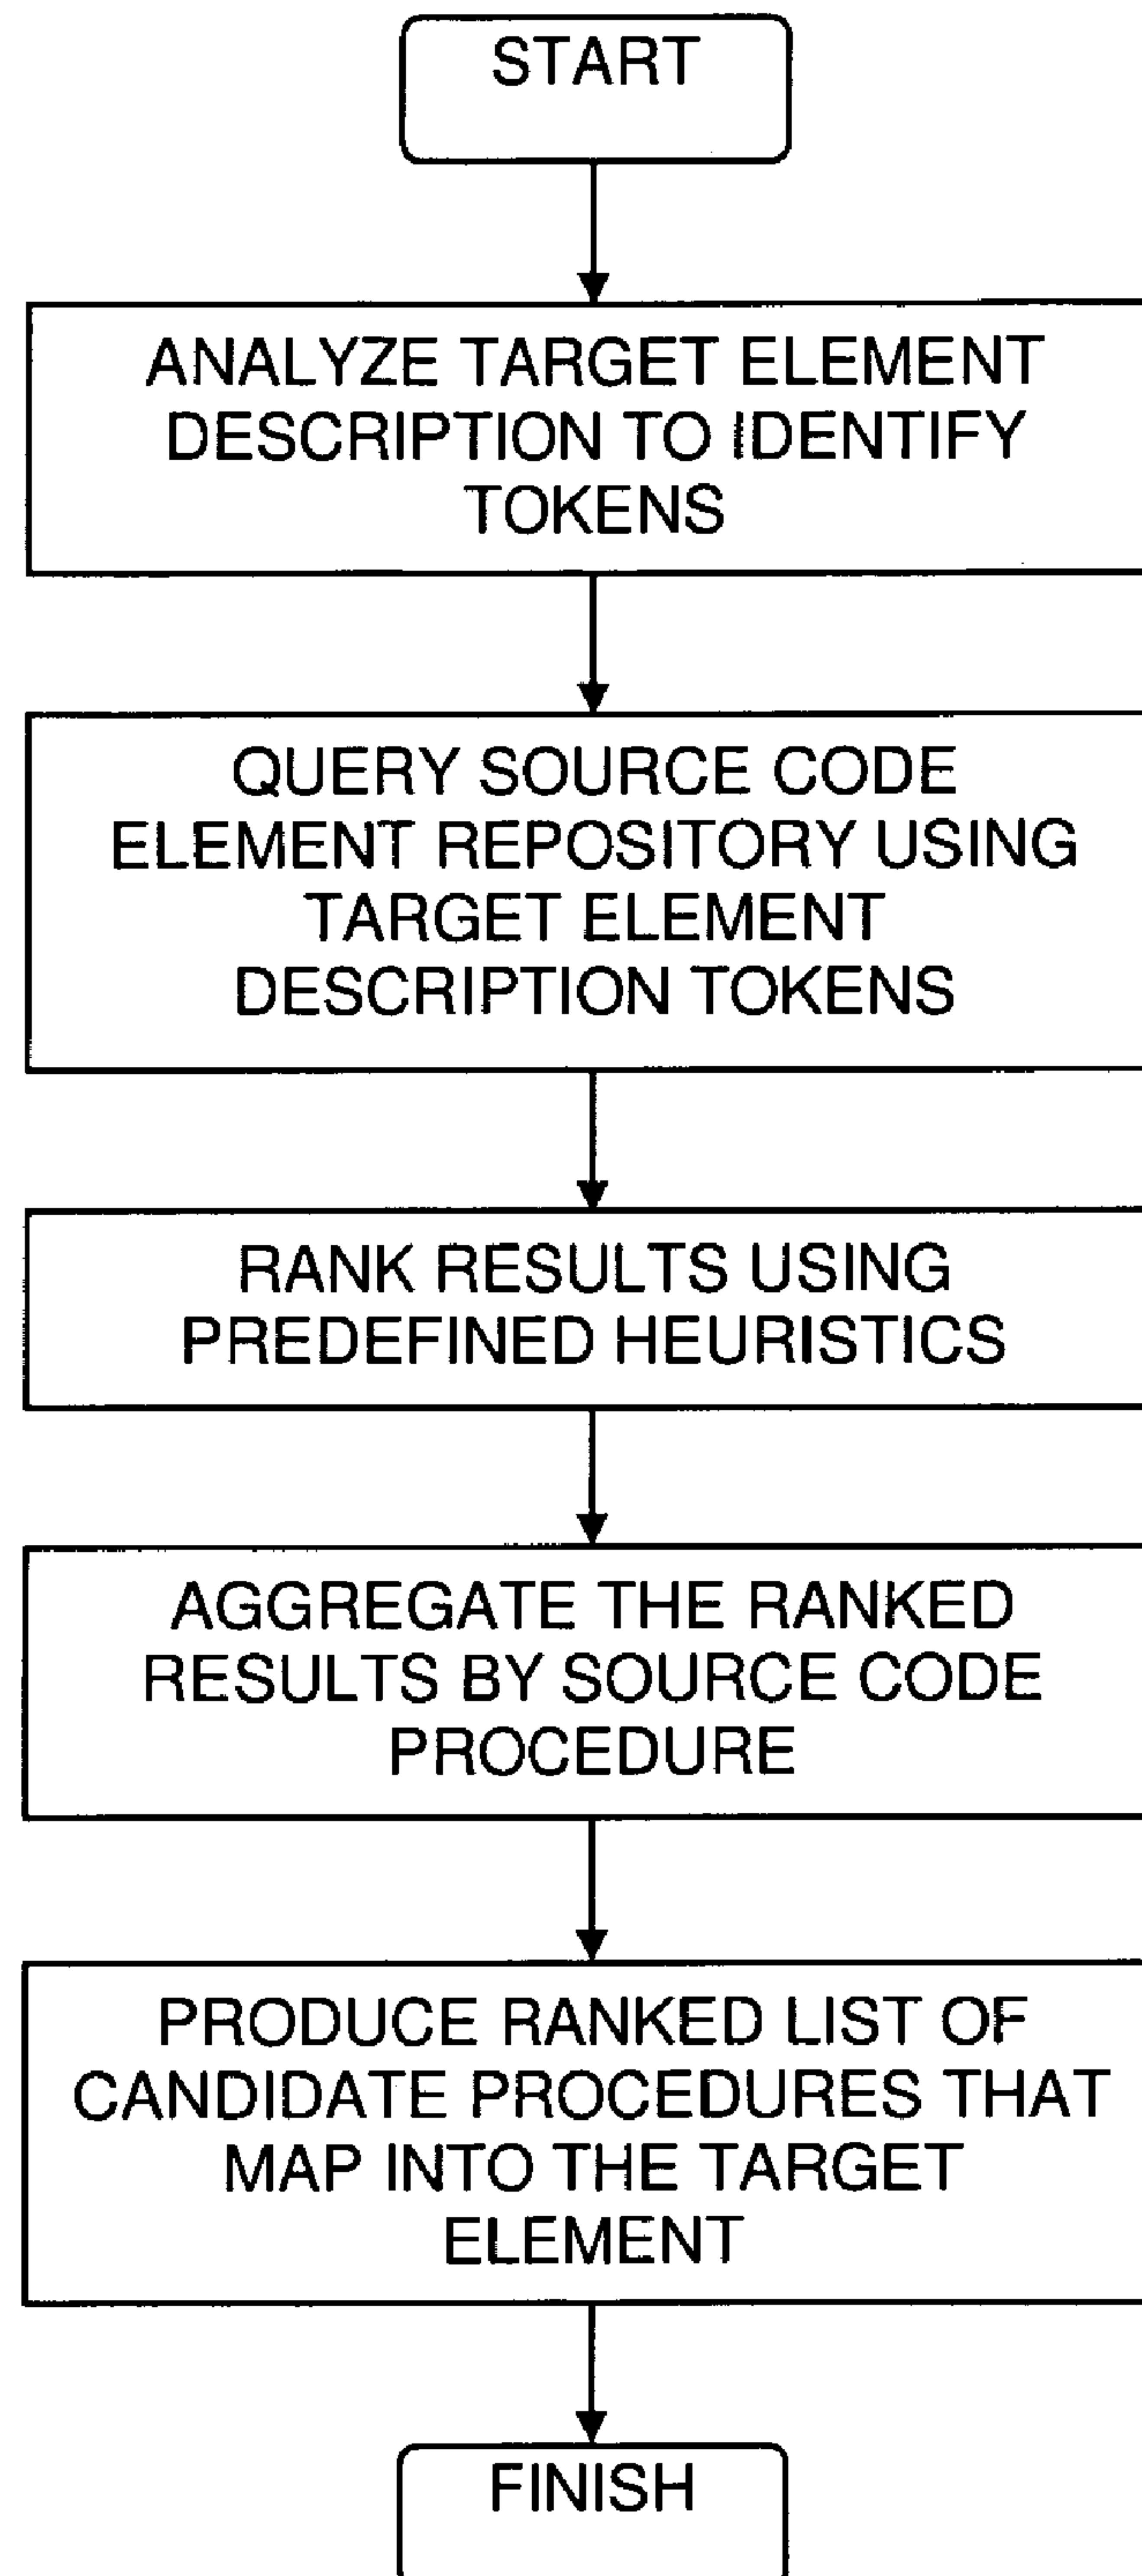 START
ANALYZE TARGET ELEMENT
DESCRIPTION TO IDENTIFY
TOKENS
QUERY SOURCE CODE
ELEMENT REPOSITORY USING
TARGET ELEMENT
DESCRIPTION TOKENS
RANK RESULTS USING
PREDEFINED HEURISTICS
AGGREGATE THE RANKED
RESULTS BY SOURCE CODE
PROCEDURE
PRODUCE RANKED LIST OF
CANDIDATE PROCEDURES THAT
MAP INTO THE TARGET
ELEMENT
FINISH